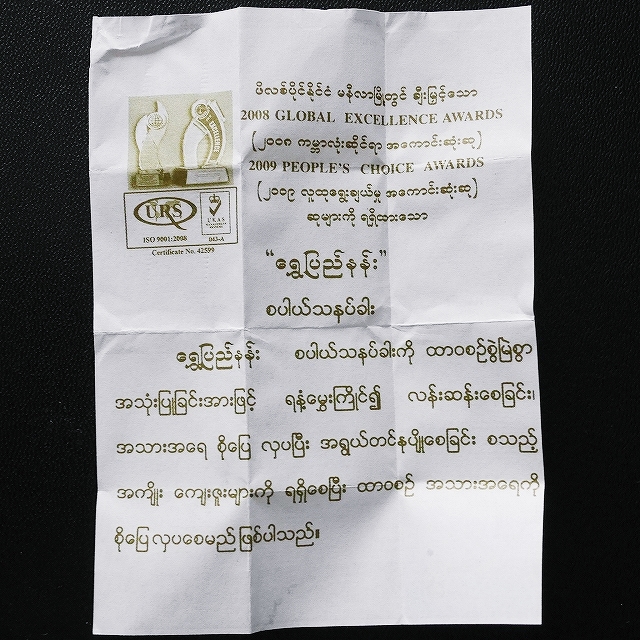 ဖိလစ်ပိုင်နိုင်ငံ မနီလာမြို့တွင် ချီးမြှင့်သော
2008 GLOBAL EXCELLENCE AWARDS
(၂၀၀၈ ကမ္ဘာလုံးဆိုင်ရာ အကောင်းဆုံးဆု)
2009 PEOPLE'S CHOICE AWARDS
(၂၀၀၉ လူထုရွေးချယ်မှု အကောင်းဆုံးဆု)
ဆုများကို ရရှိထားသော
EXCELLENCE
URS
UKAS
ISO 9001:2008 043-A
Certificate No. 42599
“ရွှေပြည်နန်း”
စပါယ်သနပ်ခါး
ရွှေပြည်နန်း စပါယ်သနပ်ခါးကို ထာဝစဉ်စွဲမြဲစွာ
အသုံးပြုခြင်းအားဖြင့် ရနံ့မွှေးကြိုင်၍ လန်းဆန်းစေခြင်း၊
အသားအရေ စိုပြေ လှပပြီး အရွယ်တင်နုပျိုစေခြင်း စသည့်
အကျိုး ကျေးဇူးများကို ရရှိစေပြီး ထာဝစဉ် အသားအရေကို
စိုပြေလှပစေမည်ဖြစ်ပါသည်။